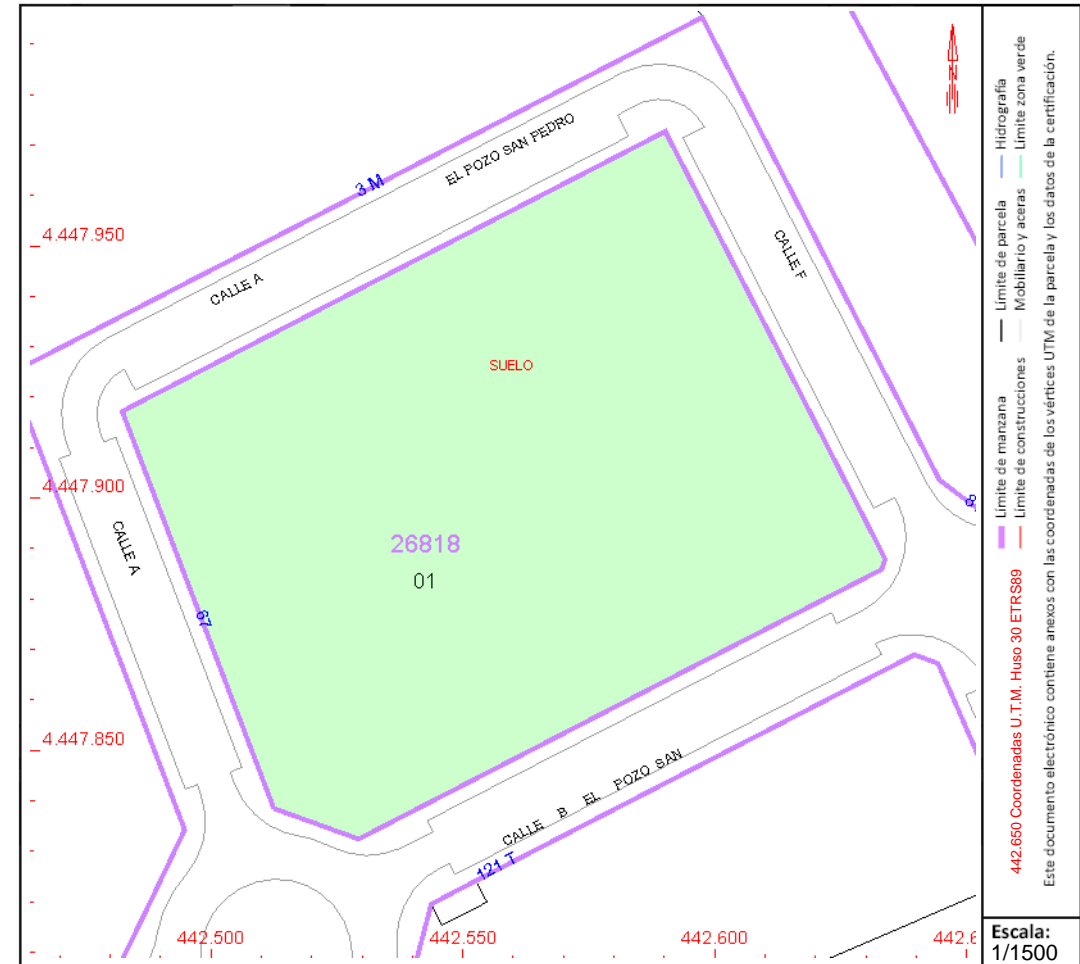 3 M
EL POZO SAN PEDRO
CALLE A
CALLE F
4.447.950
SUELO
4.447.900
CALLE A
26818
01
67
4.447.850
CALLE B EL POZO SAN
121 T
442.500
442.550
442.600
N
442.650 Coordenadas U.T.M. Huso 30 ETRS89
Límite de manzana
Límite de parcela
Hidrografía
Límite de construcciones
Mobiliario y aceras
Límite zona verde
Este documento electrónico contiene anexos con las coordenadas de los vértices UTM de la parcela y los datos de la certificación.
Escala:
1/1500